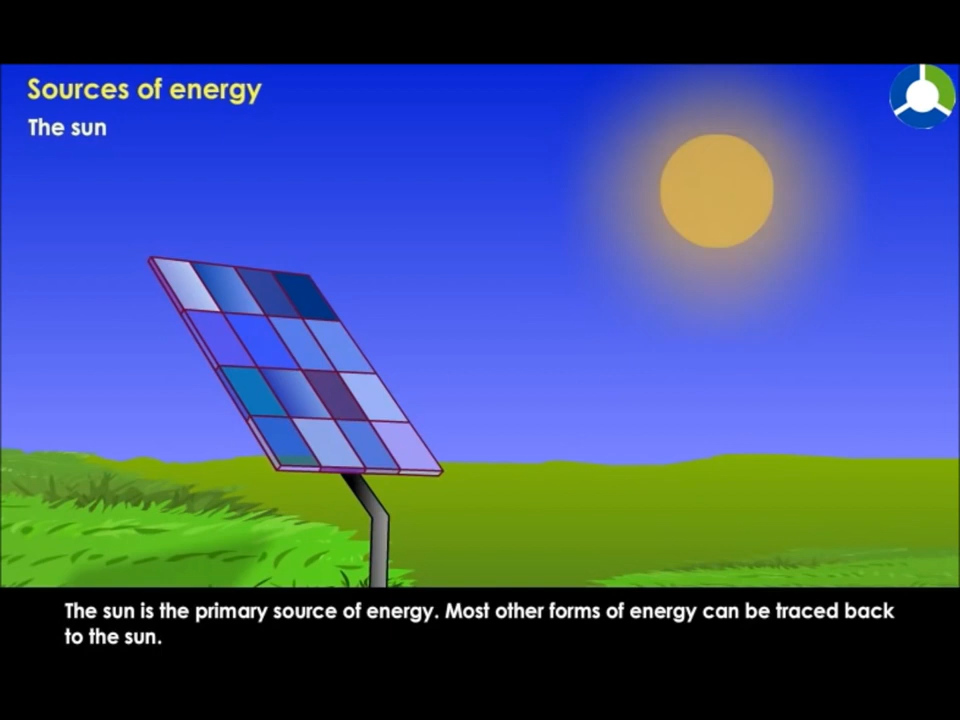 Sources of energy
The sun
The sun is the primary source of energy. Most other forms of energy can be traced back
to the sun.